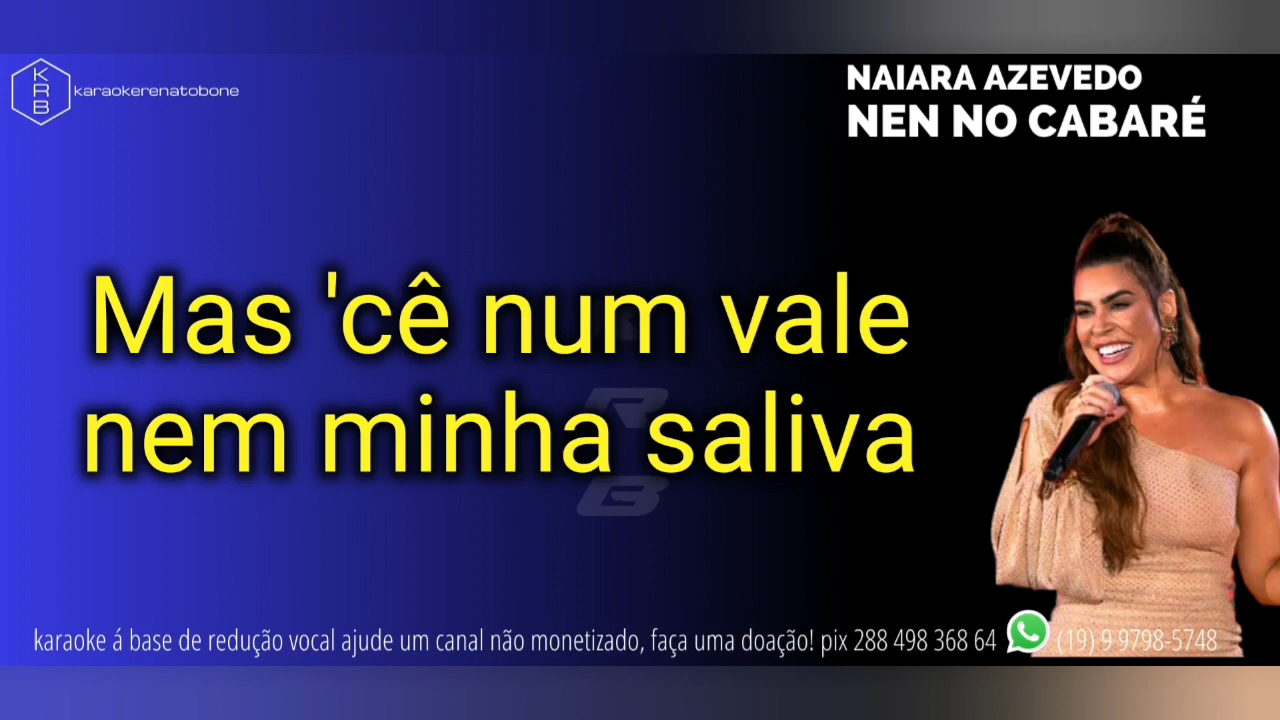 K
R
B
karaokerenatobone
NAIARA AZEVEDO
NEN NO CABARÉ
Mas 'cê num vale
nem minha saliva
R
B
karaoke á base de redução vocal ajude um canal não monetizado, faça uma doação! pix 288 498 368 64 (19) 9 9798-5748